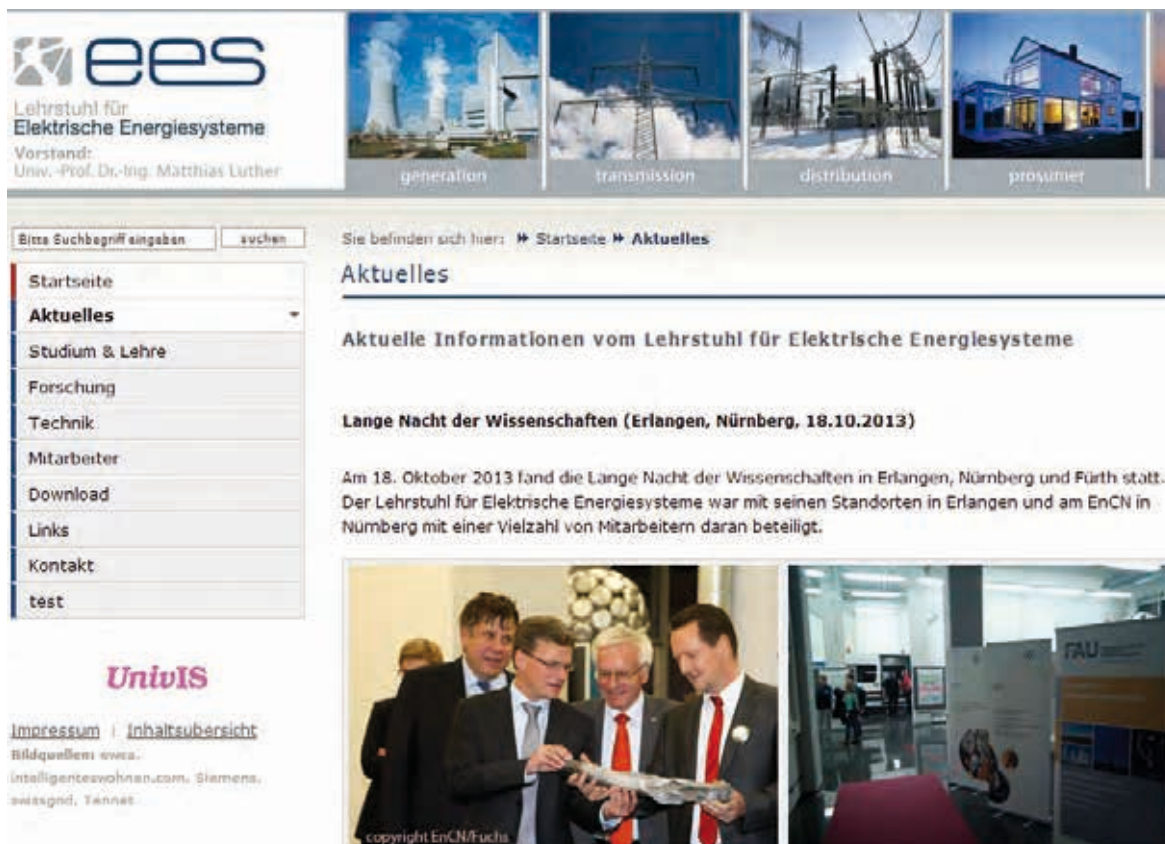 ees
Lehrstuhl für
Elektrische Energiesysteme
Vorstand:
Univ. -Prof. Dr.-Ing. Matthias Luther
generation
transmission
distribution
prosumer
Bitte Suchbegriff eingeben
suchen
Startseite
Aktuelles
Studium & Lehre
Forschung
Technik
Mitarbeiter
Download
Links
Kontakt
test
UnivIS
Impressum | Inhaltsübersicht
Bildquellen: ewea.
intelligenteswohnen.com. Siemens.
Tennet
Sie befinden sich hier: Startseite Aktuelles
Aktuelles
Aktuelle Informationen vom Lehrstuhl für Elektrische Energiesysteme
Lange Nacht der Wissenschaften (Erlangen, Nürnberg, 18.10.2013)
Am 18. Oktober 2013 fand die Lange Nacht der Wissenschaften in Erlangen, Nürnberg und Fürth statt.
Der Lehrstuhl für Elektrische Energiesysteme war mit seinen Standorten in Erlangen und am EnCN in
Nürnberg mit einer Vielzahl von Mitarbeitern daran beteiligt.
copyright EnCN/Fuchs
FAU